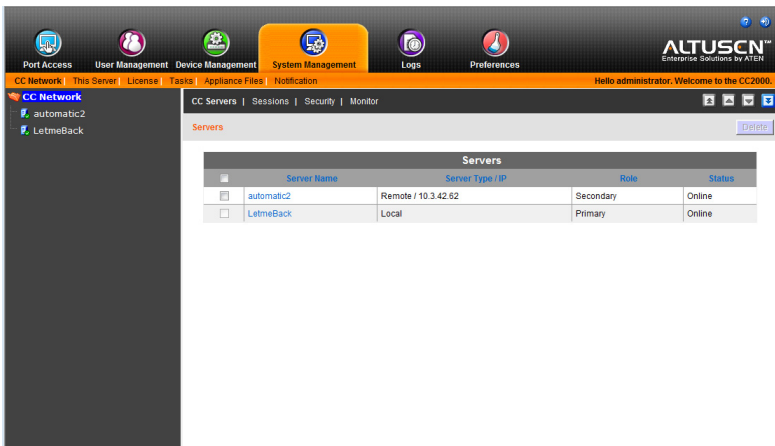 ALTUSEN™
Enterprise Solutions by ATEN
Port Access User Management Device Management System Management Logs Preferences
CC Network | This Server | License | Tasks | Appliance Files | Notification
Hello administrator. Welcome to the CC2000.
CC Network
automatic2
LetmeBack
CC Servers | Sessions | Security | Monitor
Servers
Delete
Servers
Server Name Server Type / IP Role Status
automatic2 Remote / 10.3.42.62 Secondary Online
LetmeBack Local Primary Online